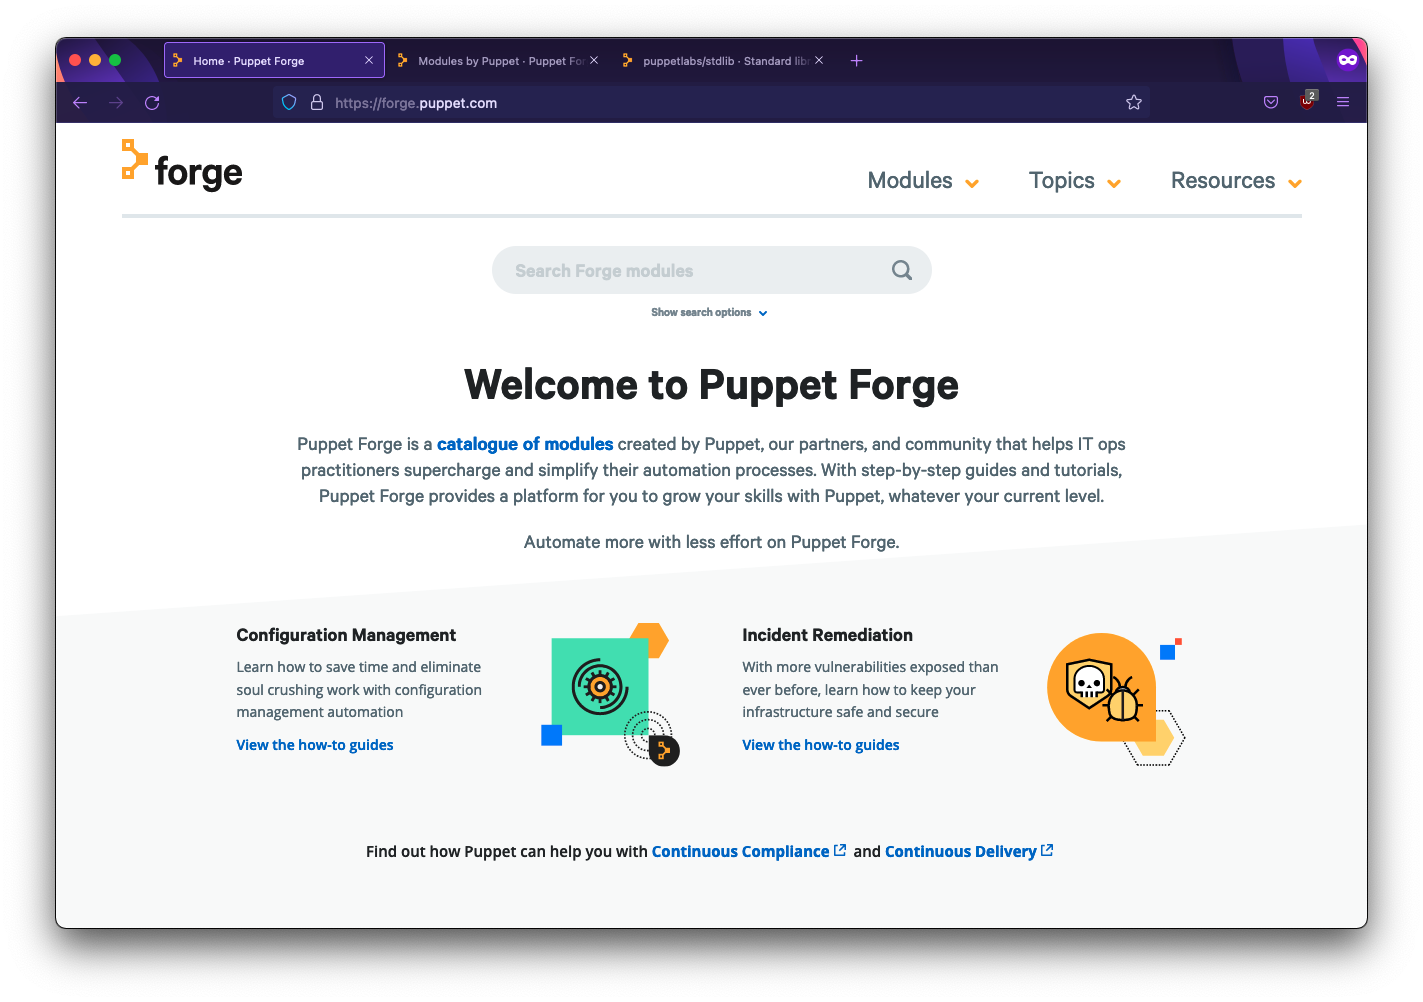 Home · Puppet Forge
Modules by Puppet · Puppet For
puppetlabs/stdlib · Standard libr
https://forge.puppet.com
2
forge
Modules
Topics
Resources
Search Forge modules
Show search options
Welcome to Puppet Forge
Puppet Forge is a catalogue of modules created by Puppet, our partners, and community that helps IT ops
practitioners supercharge and simplify their automation processes. With step-by-step guides and tutorials,
Puppet Forge provides a platform for you to grow your skills with Puppet, whatever your current level.
Automate more with less effort on Puppet Forge.
Configuration Management
Learn how to save time and eliminate
soul crushing work with configuration
management automation
View the how-to guides
Incident Remediation
With more vulnerabilities exposed than
ever before, learn how to keep your
infrastructure safe and secure
View the how-to guides
Find out how Puppet can help you with Continuous Compliance and Continuous Delivery